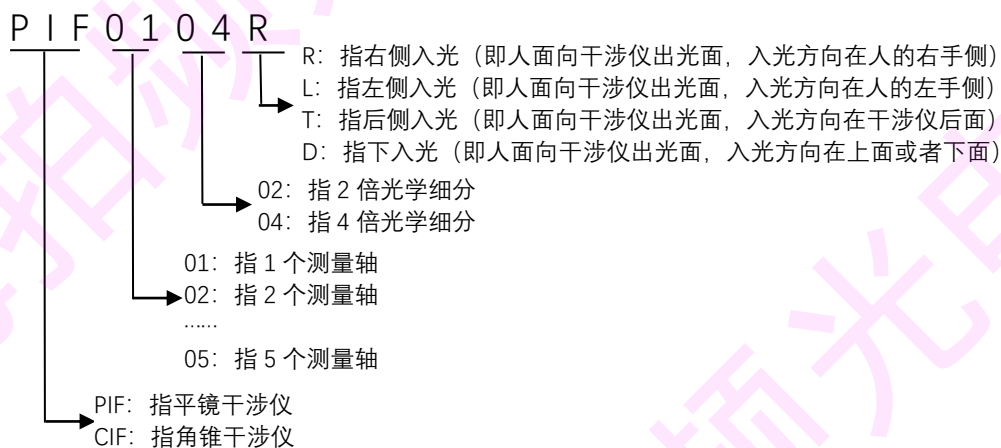 PIF0104R
R：指右侧入光（即人面向干涉仪出光面，入光方向在人的右手侧）
L：指左侧入光（即人面向干涉仪出光面，入光方向在人的左手侧）
T：指后侧入光（即人面向干涉仪出光面，入光方向在干涉仪后面）
D：指下入光（即人面向干涉仪出光面，入光方向在上面或者下面）
02：指 2 倍光学细分
04：指 4 倍光学细分
01：指 1 个测量轴
02：指 2 个测量轴
……
05：指 5 个测量轴
PIF：指平镜干涉仪
CIF：指角锥干涉仪